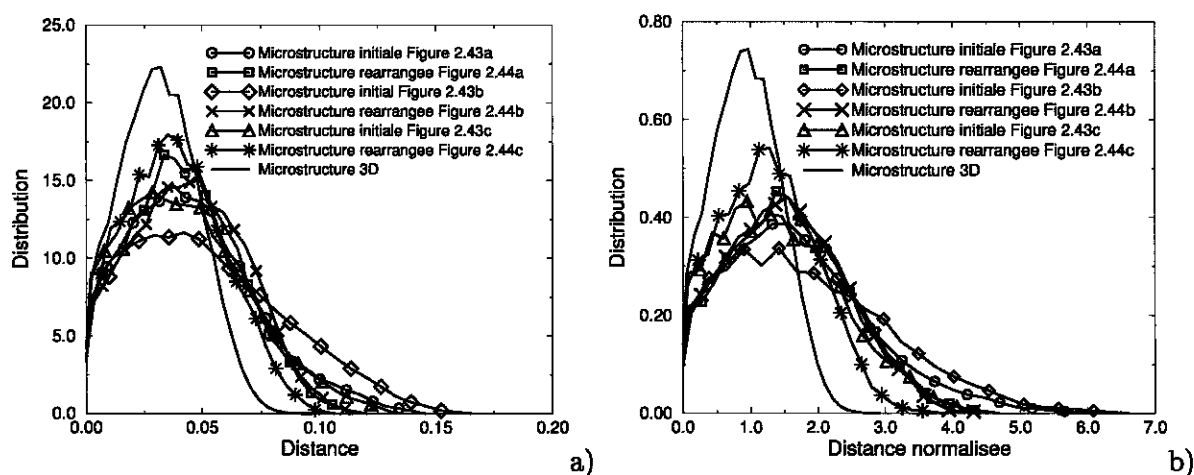 25.0
20.0
15.0
10.0
5.0
0.0
Distribution
0.00
0.05
0.10
0.15
0.20
Distance
Microstructure initiale Figure 2.43a
Microstructure rearrangee Figure 2.44a
Microstructure initial Figure 2.43b
Microstructure rearrangee Figure 2.44b
Microstructure initiale Figure 2.43c
Microstructure rearrangee Figure 2.44c
Microstructure 3D
a)
0.80
0.60
0.40
0.20
0.00
Distribution
0.0
1.0
2.0
3.0
4.0
5.0
6.0
7.0
Distance normalisee
Microstructure initiale Figure 2.43a
Microstructure rearrangee Figure 2.44a
Microstructure initiale Figure 2.43b
Microstructure rearrangee Figure 2.44b
Microstructure initiale Figure 2.43c
Microstructure rearrangee Figure 2.44c
Microstructure 3D
b)